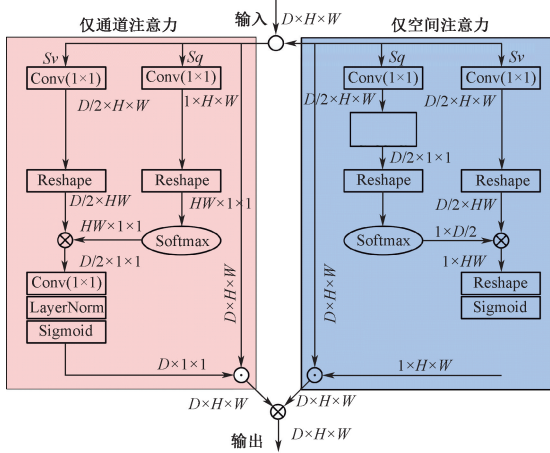 输入
D×H×W
仅通道注意力
仅空间注意力
Sv
Sq
Sq
Sv
Conv(1×1)
Conv(1×1)
Conv(1×1)
Conv(1×1)
D/2×H×W
1×H×W
D/2×H×W
D/2×H×W
D/2×1×1
Reshape
Reshape
Reshape
Reshape
D/2×HW
HW×1×1
D/2×HW
HW×1×1
Softmax
Softmax
1×D/2
D/2×1×1
1×HW
Conv(1×1)
LayerNorm
Sigmoid
D×H×W
D×H×W
Reshape
Sigmoid
D×1×1
1×H×W
D×H×W
D×H×W
输出
D×H×W